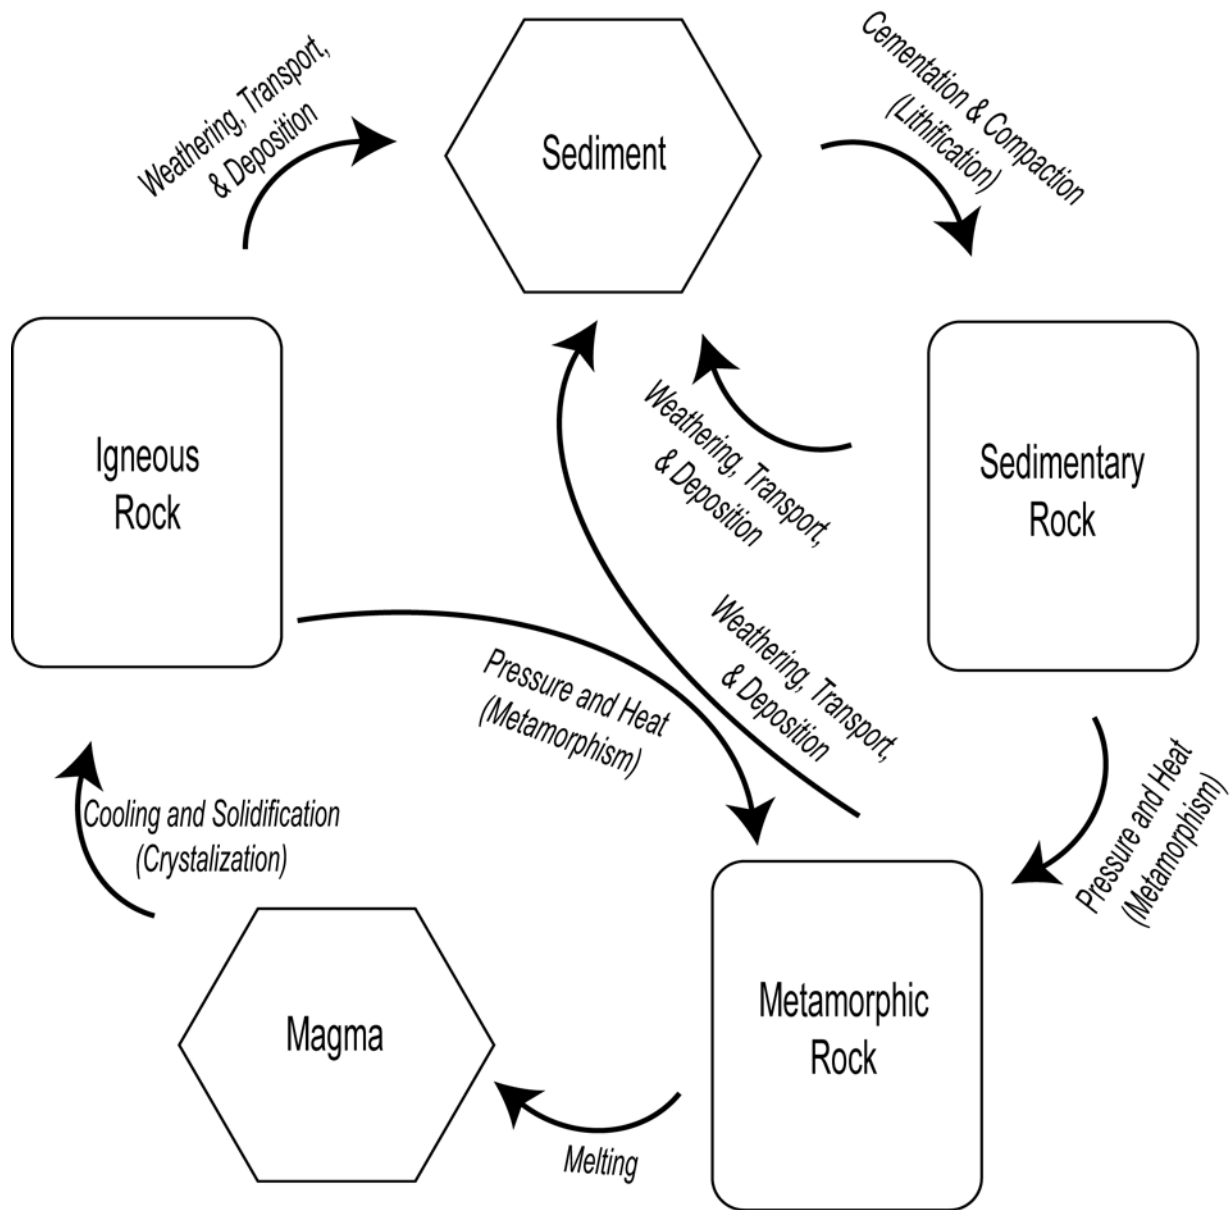 Weathering, Transport,
& Deposition
Sediment
Cementation & Compaction
(Lithification)
Igneous
Rock
Weathering, Transport,
& Deposition
Sedimentary
Rock
Pressure and Heat
(Metamorphism)
Weathering, Transport,
& Deposition
Pressure and Heat
(Metamorphism)
Cooling and Solidification
(Crystalization)
Magma
Metamorphic
Rock
Melting